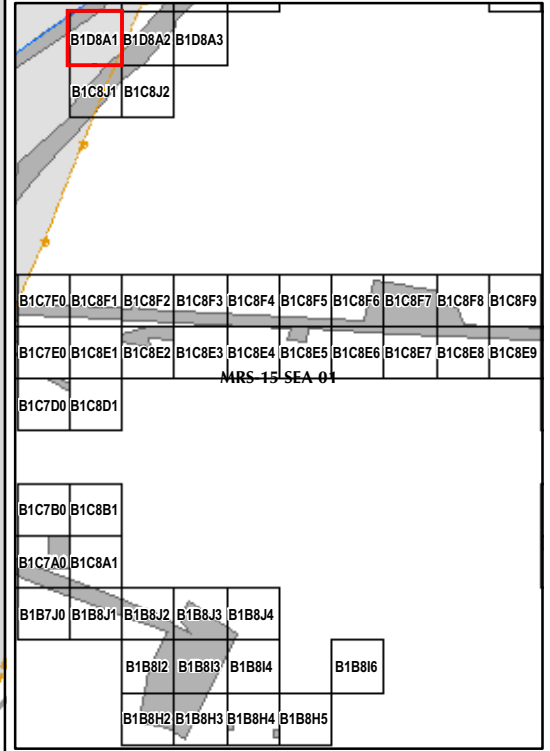 B1D8A1 B1D8A2 B1D8A3
B1C8J1 B1C8J2
B1C7F0 B1C8F1 B1C8F2 B1C8F3 B1C8F4 B1C8F5 B1C8F6 B1C8F7 B1C8F8 B1C8F9
B1C7E0 B1C8E1 B1C8E2 B1C8E3 B1C8E4 B1C8E5 B1C8E6 B1C8E7 B1C8E8 B1C8E9
MRS-15 SEA 01
B1C7D0 B1C8D1
B1C7B0 B1C8B1
B1C7A0 B1C8A1
B1B7J0 B1B8J1 B1B8J2 B1B8J3 B1B8J4
B1B8I2 B1B8I3 B1B8I4 B1B8I6
B1B8H2 B1B8H3 B1B8H4 B1B8H5